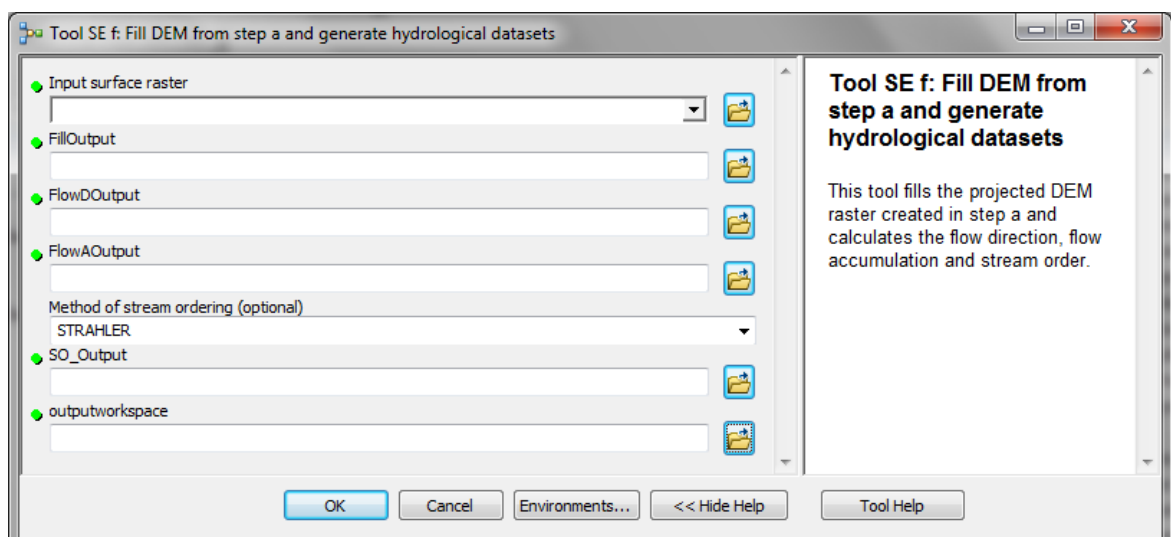 Tool SE f: Fill DEM from step a and generate hydrological datasets
Input surface raster
FillOutput
FlowDOutput
FlowAOutput
Method of stream ordering (optional)
STRAHLER
SO_Output
outputworkspace
OK
Cancel
Environments...
<< Hide Help
Tool SE f: Fill DEM from
step a and generate
hydrological datasets
This tool fills the projected DEM
raster created in step a and
calculates the flow direction, flow
accumulation and stream order.
Tool Help